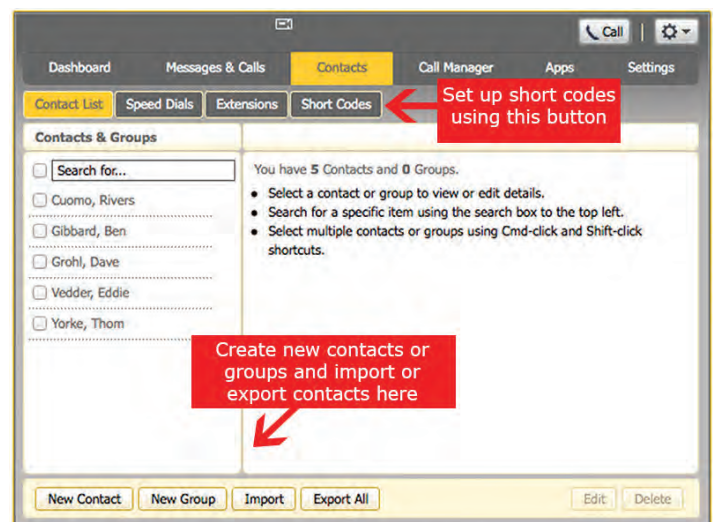 Call
Dashboard Messages & Calls Contacts Call Manager Apps Settings
Contact List Speed Dials Extensions Short Codes
Set up short codes
using this button
Contacts & Groups
Search for...
Cuomo, Rivers
Gibbard, Ben
Grohl, Dave
Vedder, Eddie
Yorke, Thom
You have 5 Contacts and 0 Groups.
• Select a contact or group to view or edit details.
• Search for a specific item using the search box to the top left.
• Select multiple contacts or groups using Cmd-click and Shift-click
shortcuts.
Create new contacts or
groups and import or
export contacts here
New Contact New Group Import Export All Edit Delete